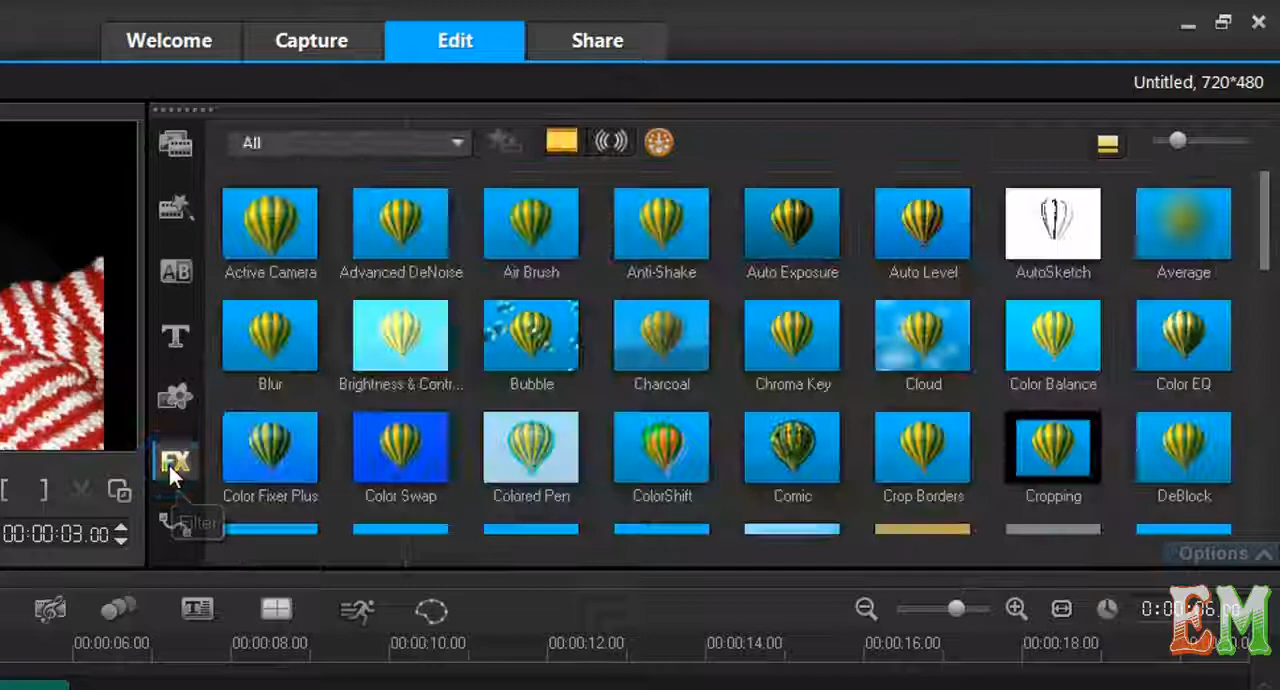 Welcome Capture Edit Share
Untitled, 720*480
All
Active Camera Advanced DeNoise Air Brush Anti-Shake Auto Exposure Auto Level AutoSketch Average
AB
T
Blur Brightness & Contr... Bubble Charcoal Chroma Key Cloud Color Balance Color EQ
FX
Color Fixer Plus Color Swap Colored Pen ColorShift Comic Crop Borders Cropping DeBlock
[ ]
Filter
00:00:03.00
Options
T
EM
00:00:06.00 00:00:08.00 00:00:10.00 00:00:12.00 00:00:14.00 00:00:16.00 00:00:18.00